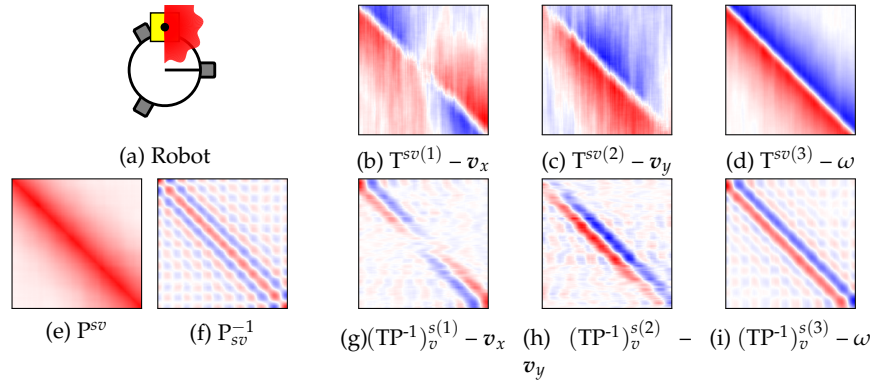 (a) Robot
(b) T^{sv(1)} – v_x
(c) T^{sv(2)} – v_y
(d) T^{sv(3)} – ω
(e) P^{sv}
(f) P_{sv}^{-1}
(g)(TP^{-1})_v^{s(1)} – v_x
(h) (TP^{-1})_v^{s(2)} –
v_y
(i) (TP^{-1})_v^{s(3)} – ω